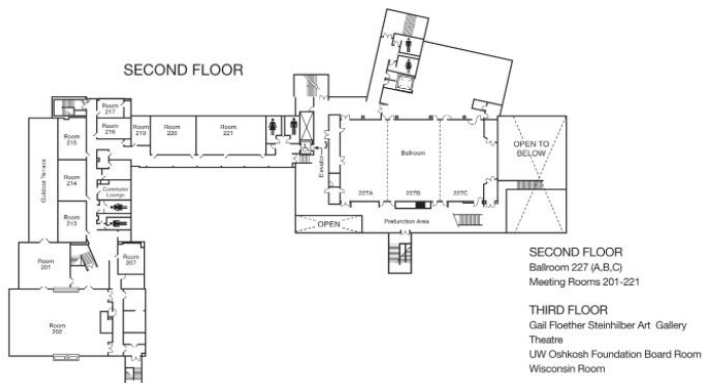 SECOND FLOOR
Room
217
Room
216
Room
215
Room
219
Room
220
Room
221
Outdoor Terrace
Room
214
Commuter
Lounge
Room
213
Room
201
Room
207
Room
202
Elevator
Ballroom
227A
227B
227C
OPEN TO
BELOW
OPEN
Prefunction Area
SECOND FLOOR
Ballroom 227 (A,B,C)
Meeting Rooms 201-221
THIRD FLOOR
Gail Floether Steinhilber Art Gallery
Theatre
UW Oshkosh Foundation Board Room
Wisconsin Room